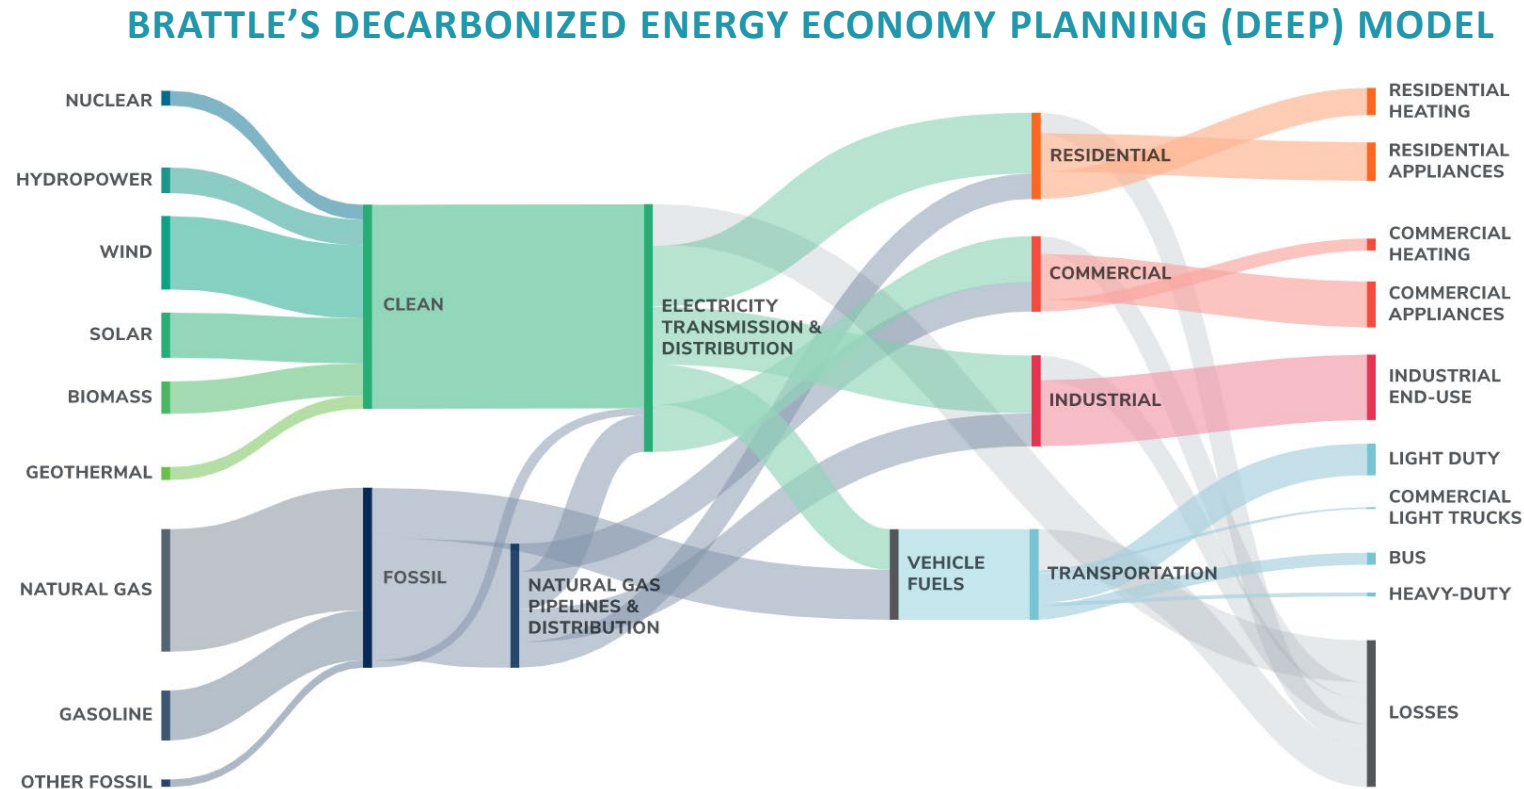 BRATTLE’S DECARBONIZED ENERGY ECONOMY PLANNING (DEEP) MODEL
NUCLEAR
HYDROPOWER
WIND
SOLAR
BIOMASS
GEOTHERMAL
NATURAL GAS
GASOLINE
OTHER FOSSIL
CLEAN
FOSSIL
ELECTRICITY
TRANSMISSION &
DISTRIBUTION
NATURAL GAS
PIPELINES &
DISTRIBUTION
RESIDENTIAL
COMMERCIAL
INDUSTRIAL
VEHICLE
FUELS
TRANSPORTATION
RESIDENTIAL
HEATING
RESIDENTIAL
APPLIANCES
COMMERCIAL
HEATING
COMMERCIAL
APPLIANCES
INDUSTRIAL
END-USE
LIGHT DUTY
COMMERCIAL
LIGHT TRUCKS
BUS
HEAVY-DUTY
LOSSES